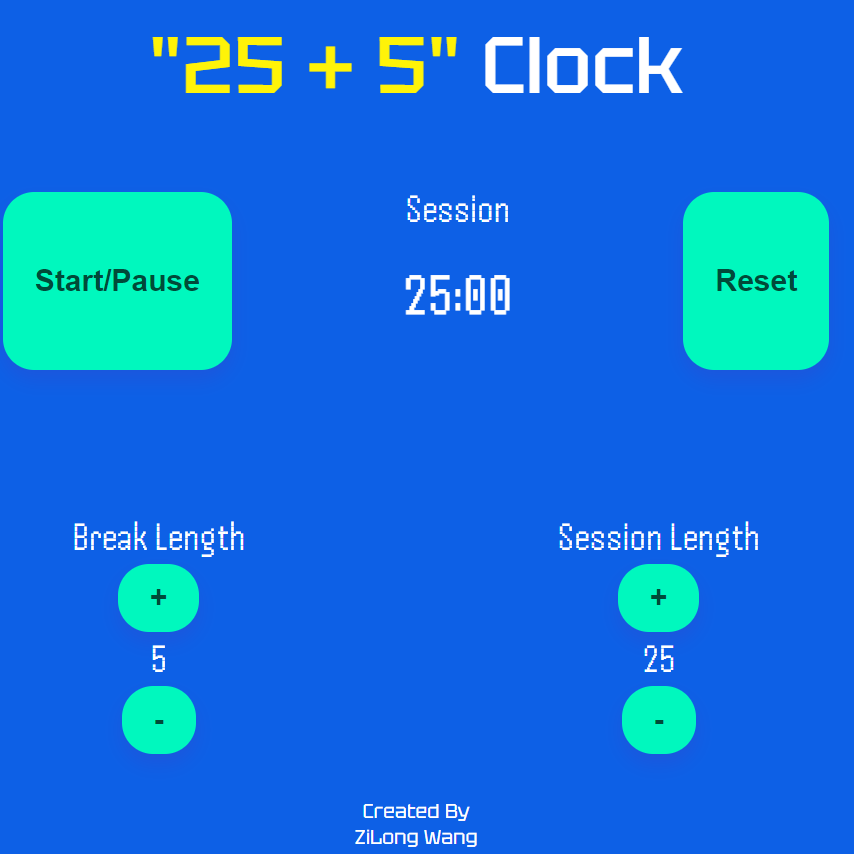 "25 + 5" Clock
Start/Pause
Session
25:00
Reset
Break Length
+
5
-
Session Length
+
25
-
Created By
ZiLong Wang